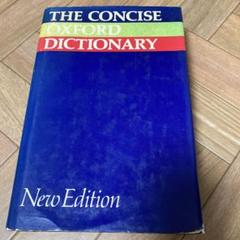 THE CONCISE
OXFORD
DICTIONARY
New Edition